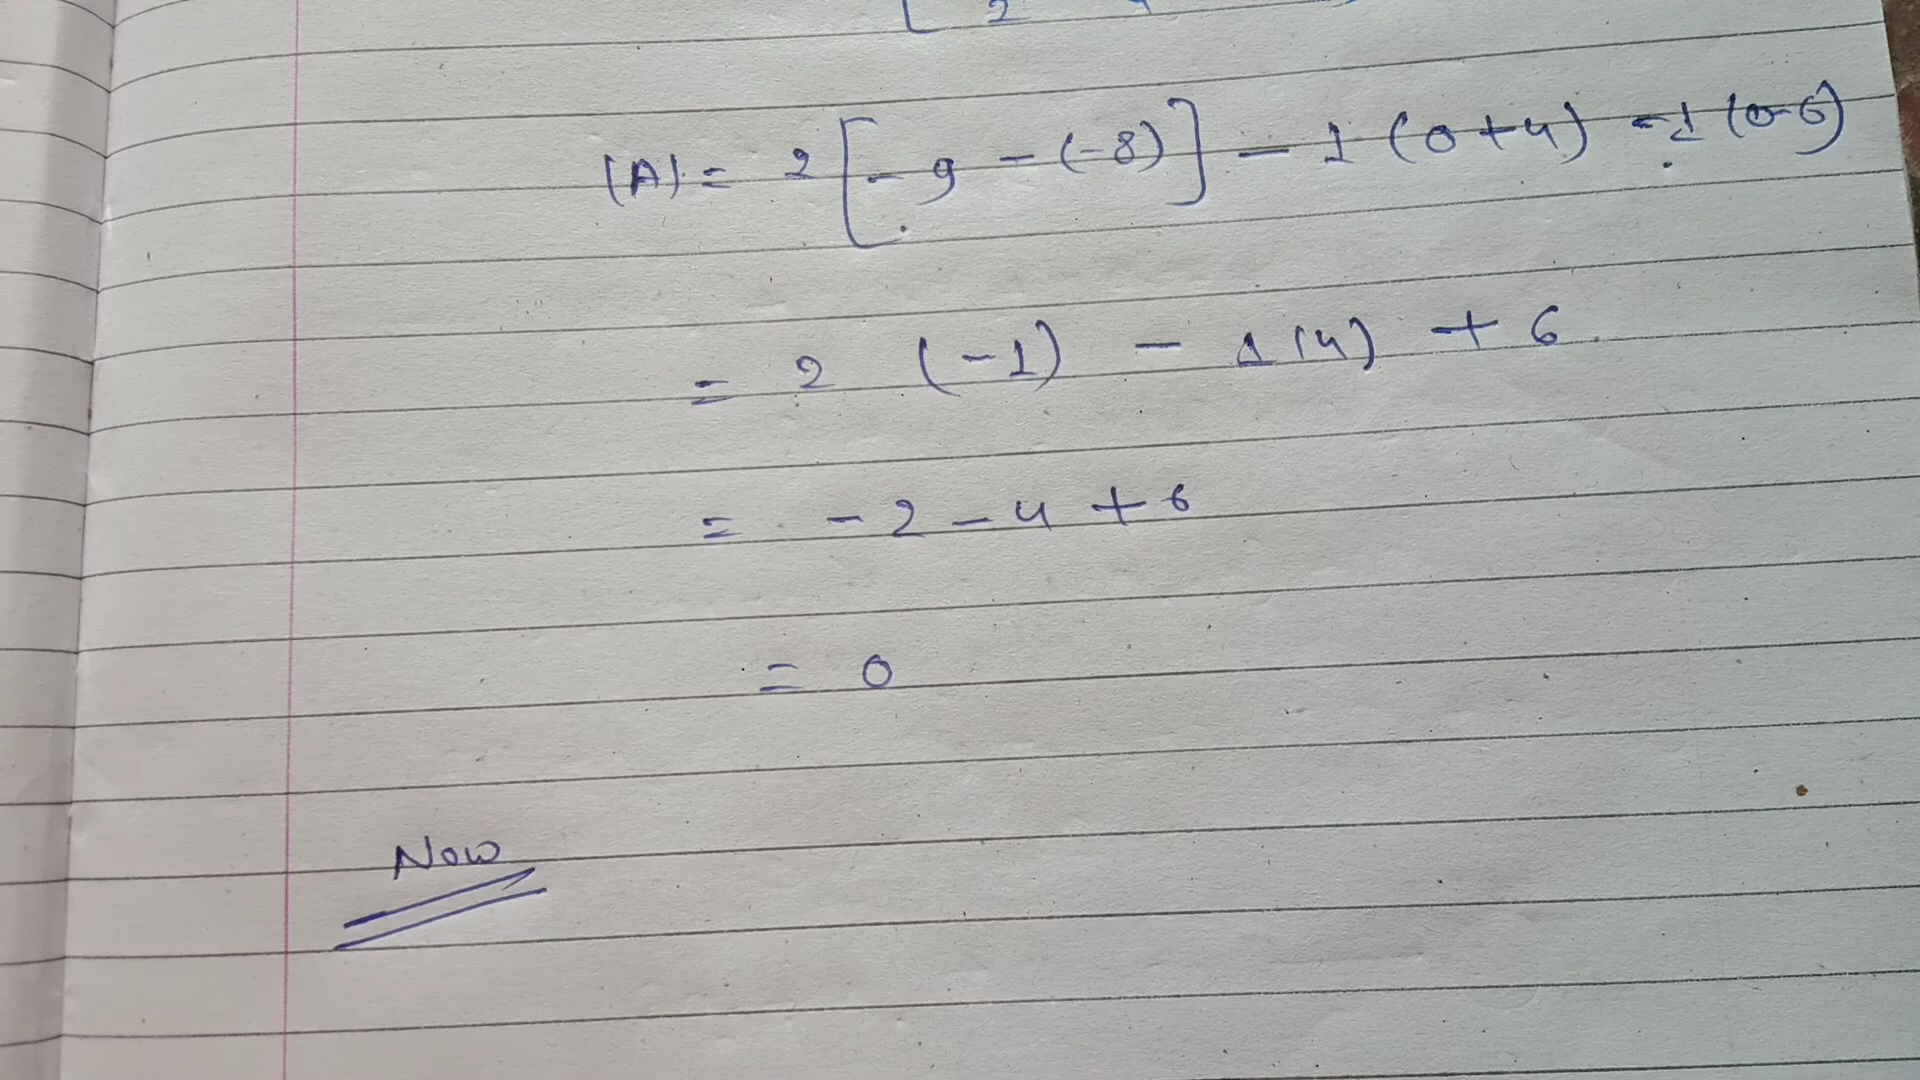 [ 2
|A| = 2 [-9 - (-8)] - 1 (0+4) -1 (0-6)
= 2 (-1) - 1(4) + 6
= -2 - 4 + 6
= 0
Now